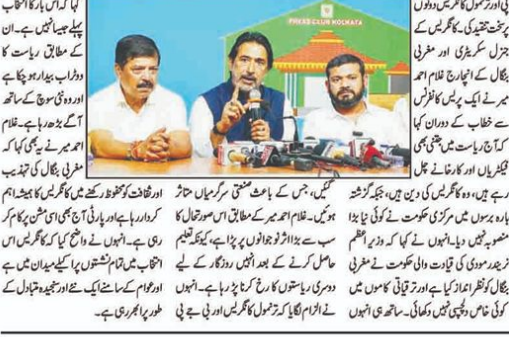 پی اور ترنمول کانگریس دونوں
پر سخت تنقید کی۔ کانگریس کے
جنرل سکریٹری اور مغربی
بنگال کے انچارج غلام احمد
میر نے ایک پریس کانفرنس
سے خطاب کے دوران کہا
کہ آج ریاست میں جتنی بھی
فیکٹریاں اور کارخانے چل
رہے ہیں، وہ کانگریس کی دین ہیں، جبکہ گزشتہ
بارہ برسوں میں مرکزی حکومت نے کوئی نیا بڑا
منصوبہ نہیں دیا۔ انہوں نے کہا کہ وزیر اعظم
نریندر مودی کی قیادت والی حکومت نے مغربی
بنگال کو نظر انداز کیا ہے اور ترقیاتی کاموں میں
کوئی خاص دلچسپی نہیں دکھائی۔ ساتھ ہی انہوں
PRESS CLUB KOLKATA
گئیں، جس کے باعث صنعتی سرگرمیاں متاثر
ہوئیں۔ غلام احمد میر کے مطابق اس صورتحال کا
سب سے بڑا اثر نوجوانوں پر پڑا ہے، کیونکہ تعلیم
حاصل کرنے کے بعد انہیں روزگار کے لیے
دوسری ریاستوں کا رخ کرنا پڑ رہا ہے۔ انہوں
نے الزام لگایا کہ ترنمول کانگریس اور بی جے پی
کہا کہ اس بار کا انتخاب
پہلے جیسا نہیں ہے۔ ان
کے مطابق ریاست کا
ووٹر اب بیدار ہو چکا ہے
اور وہ نئی سوچ کے ساتھ
آگے بڑھ رہا ہے۔ غلام
احمد میر نے یہ بھی کہا کہ
مغربی بنگال کی تہذیب
اور ثقافت کو محفوظ رکھنے میں کانگریس کا ہمیشہ اہم
کردار رہا ہے اور پارٹی آج بھی اسی مشن پر کام کر
رہی ہے۔ انہوں نے واضح کیا کہ کانگریس اس
انتخاب میں تمام نشستوں پر اکیلے میدان میں ہے
اور عوام کے سامنے ایک نئے اور سنجیدہ متبادل کے
طور پر ابھر رہی ہے۔